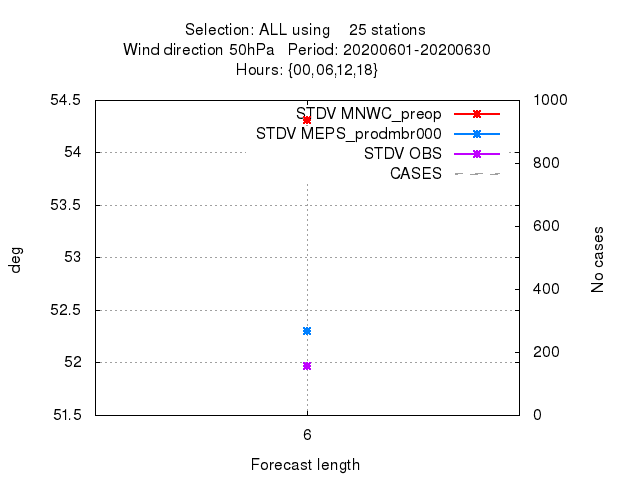 Selection: ALL using 25 stations
Wind direction 50hPa Period: 20200601-20200630
Hours: {00,06,12,18}
54.5
54
53.5
53
52.5
52
51.5
deg
STDV MNWC_preop
STDV MEPS_prodmbr000
STDV OBS
CASES
1000
800
600
400
200
0
No cases
6
Forecast length